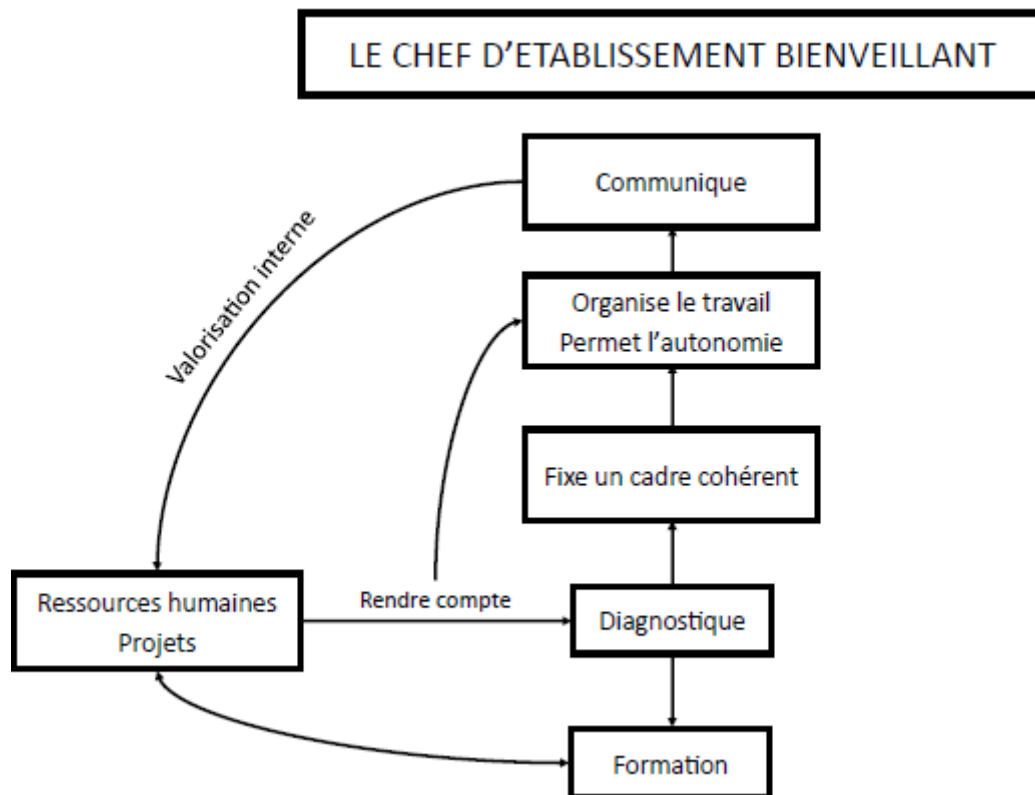 LE CHEF D'ETABLISSEMENT BIENVEILLANT
Communique
Valorisation interne
Organise le travail
Permet l'autonomie
Fixe un cadre cohérent
Ressources humaines
Projets
Rendre compte
Diagnostique
Formation